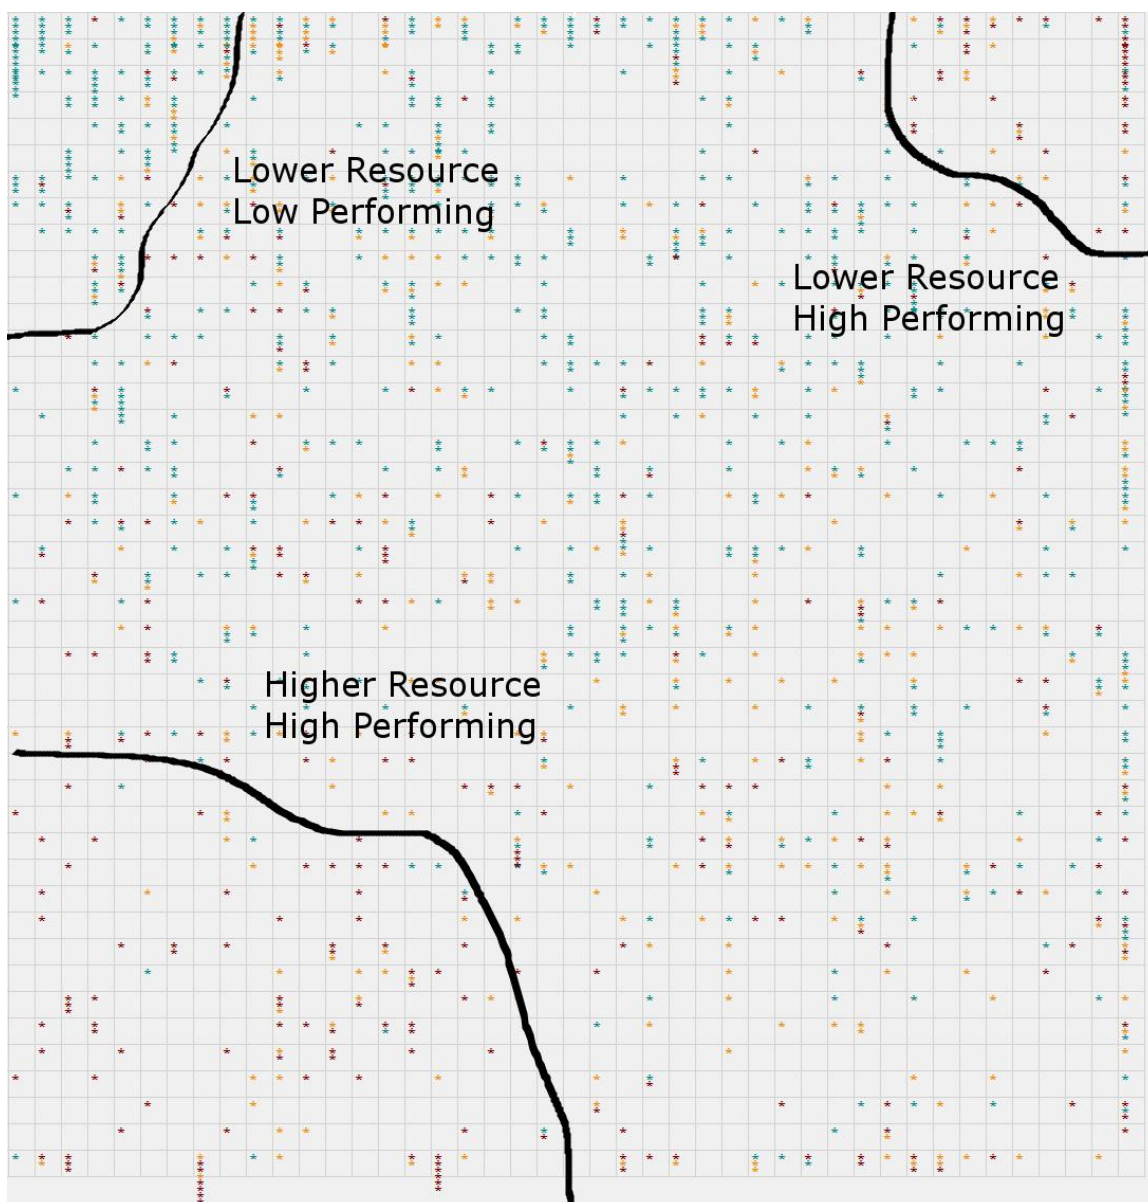 Lower Resource
Low Performing
Lower Resource
High Performing
Higher Resource
High Performing